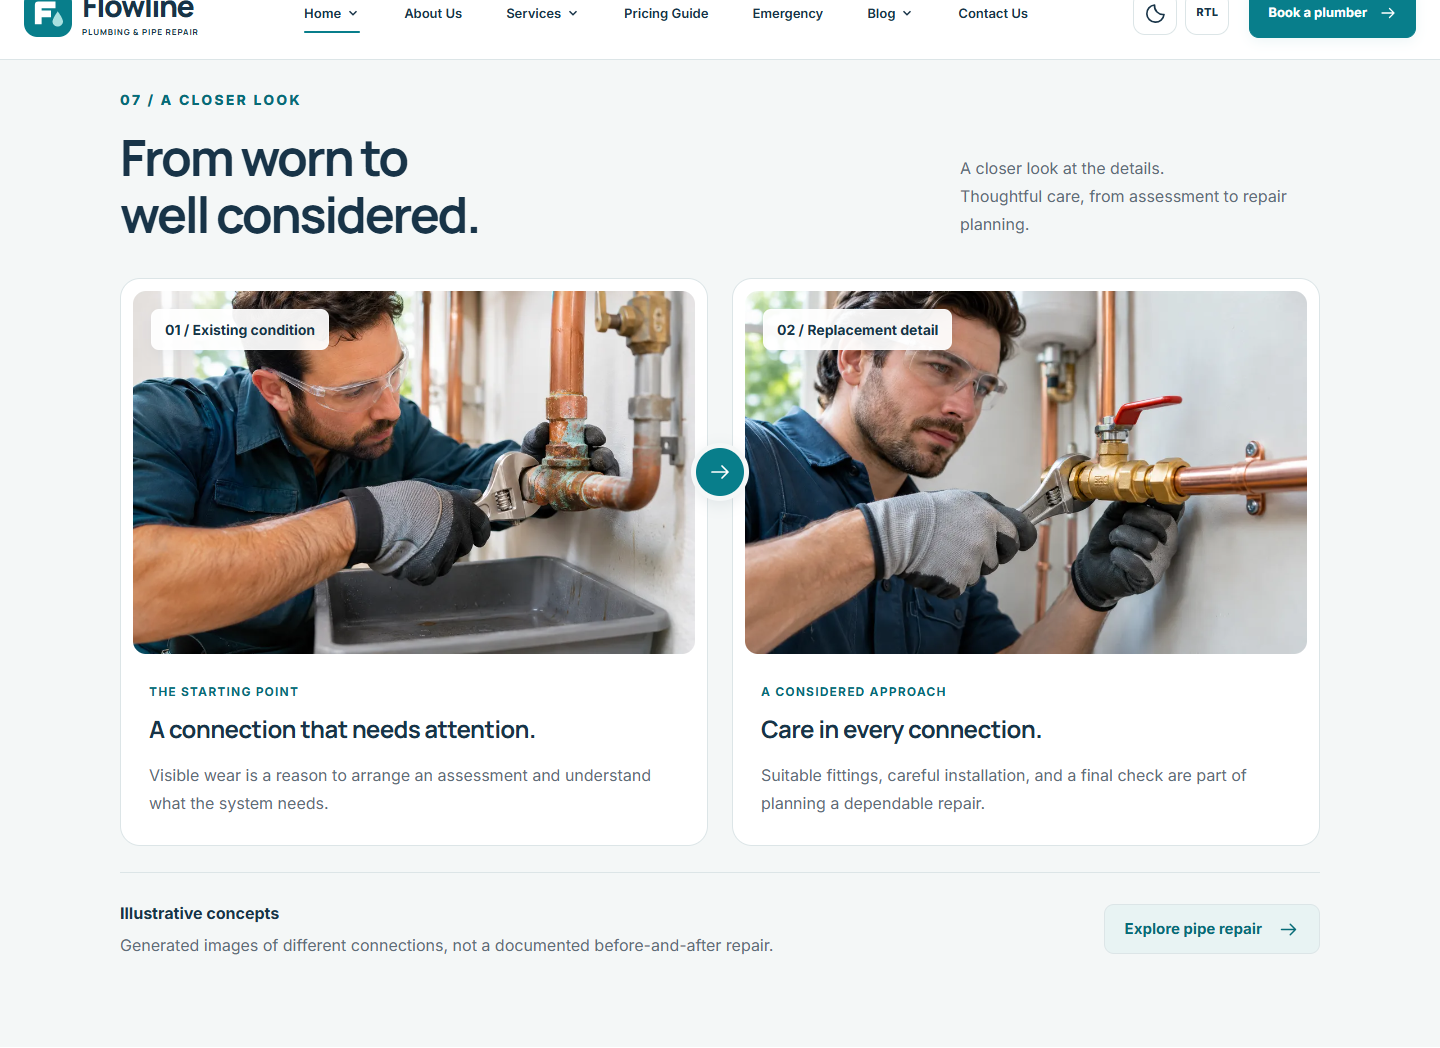 Flowline
PLUMBING & PIPE REPAIR
Home
About Us
Services
Pricing Guide
Emergency
Blog
Contact Us
RTL
Book a plumber
07 / A CLOSER LOOK
From worn to
well considered.
A closer look at the details.
Thoughtful care, from assessment to repair
planning.
01 / Existing condition
02 / Replacement detail
THE STARTING POINT
A connection that needs attention.
Visible wear is a reason to arrange an assessment and understand
what the system needs.
A CONSIDERED APPROACH
Care in every connection.
Suitable fittings, careful installation, and a final check are part of
planning a dependable repair.
Illustrative concepts
Generated images of different connections, not a documented before-and-after repair.
Explore pipe repair